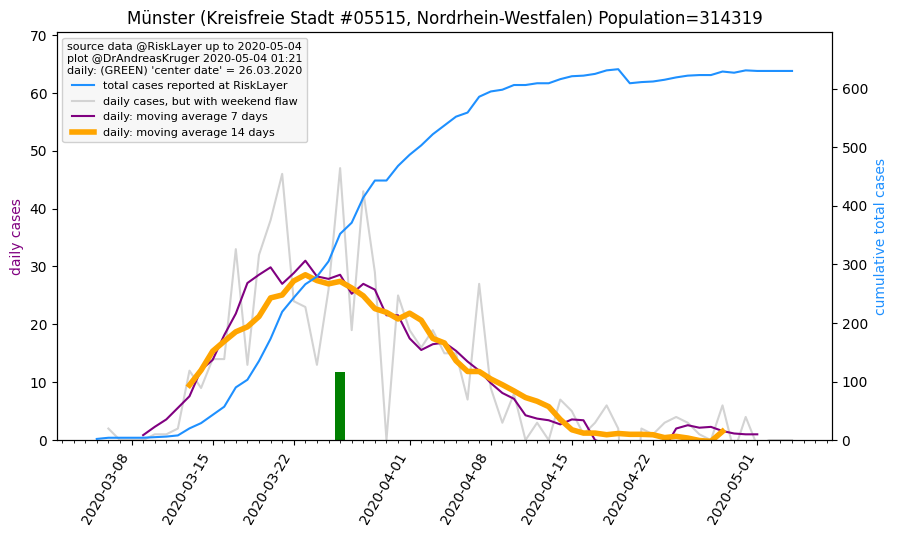 Münster (Kreisfreie Stadt #05515, Nordrhein-Westfalen) Population=314319
source data @RiskLayer up to 2020-05-04
plot @DrAndreasKruger 2020-05-04 01:21
daily: (GREEN) 'center date' = 26.03.2020
total cases reported at RiskLayer
daily cases, but with weekend flaw
daily: moving average 7 days
daily: moving average 14 days
daily cases
70
60
50
40
30
20
10
0
cumulative total cases
600
500
400
300
200
100
0
2020-03-08
2020-03-15
2020-03-22
2020-04-01
2020-04-08
2020-04-15
2020-04-22
2020-05-01